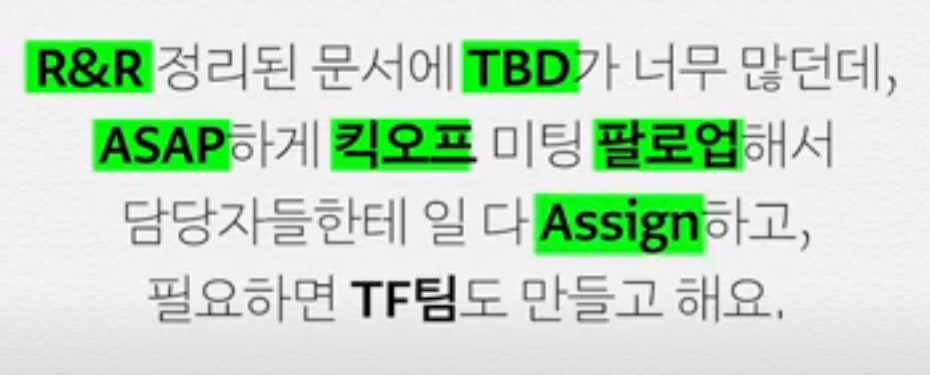 R&R 정리된 문서에 TBD가 너무 많던데,
ASAP하게 킥오프 미팅 팔로업해서
담당자들한테 일 다 Assign하고,
필요하면 TF팀도 만들고 해요.